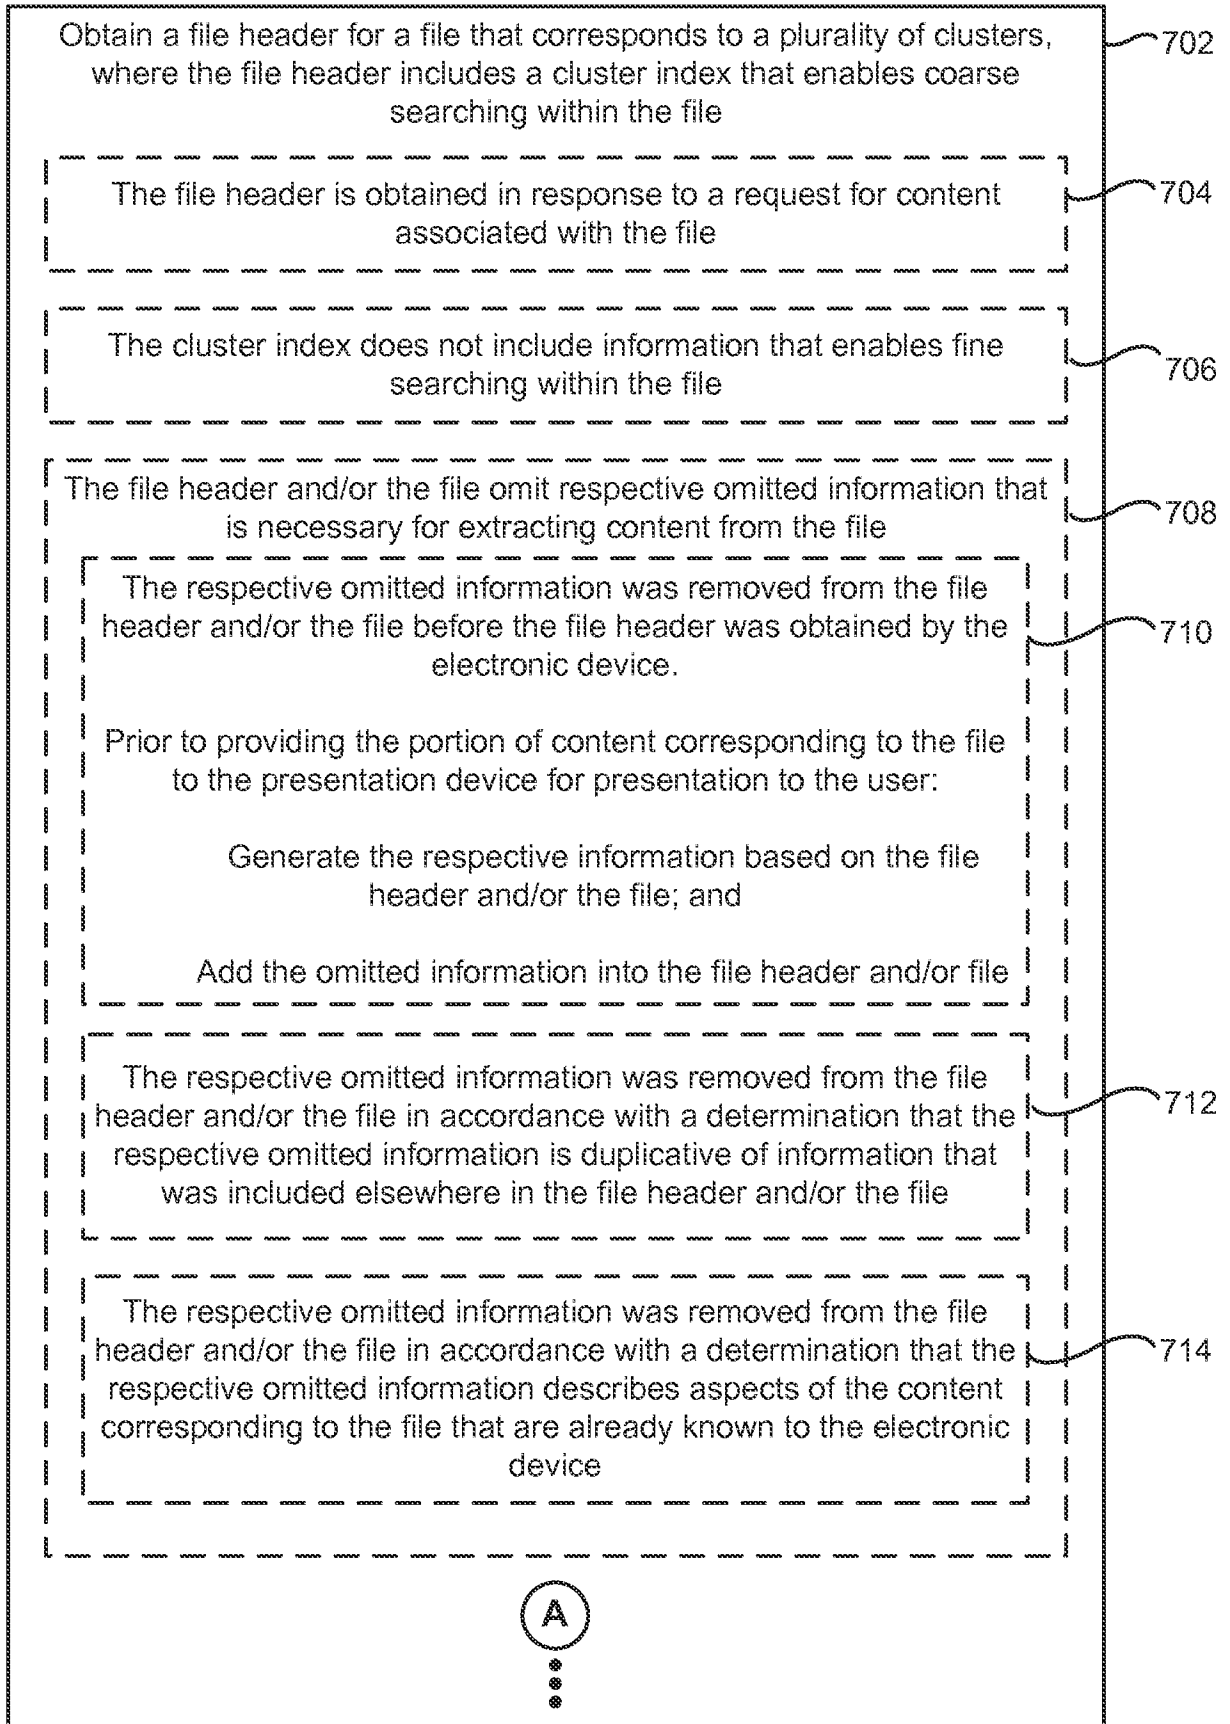 Obtain a file header for a file that corresponds to a plurality of clusters,
where the file header includes a cluster index that enables coarse
searching within the file
702
The file header is obtained in response to a request for content
associated with the file
704
The cluster index does not include information that enables fine
searching within the file
706
The file header and/or the file omit respective omitted information that
is necessary for extracting content from the file
708
The respective omitted information was removed from the file
header and/or the file before the file header was obtained by the
electronic device.
710
Prior to providing the portion of content corresponding to the file
to the presentation device for presentation to the user:
Generate the respective information based on the file
header and/or the file; and
Add the omitted information into the file header and/or file
The respective omitted information was removed from the file
header and/or the file in accordance with a determination that the
respective omitted information is duplicative of information that
was included elsewhere in the file header and/or the file
712
The respective omitted information was removed from the file
header and/or the file in accordance with a determination that the
respective omitted information describes aspects of the content
corresponding to the file that are already known to the electronic
device
714
A